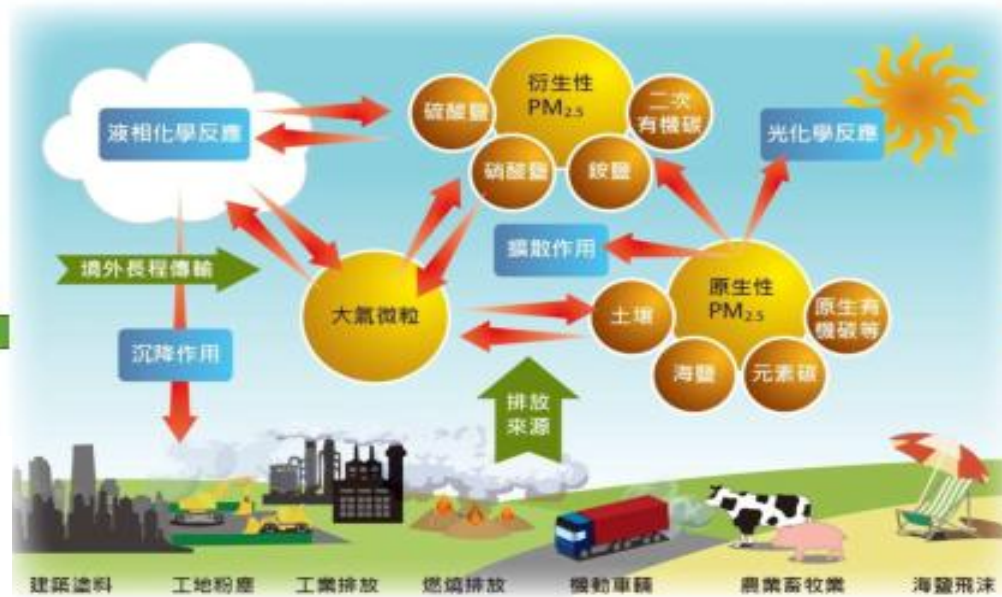 衍生性
PM2.5
硫酸鹽
二次
有機碳
硝酸鹽
銨鹽
液相化學反應
光化學反應
擴散作用
境外長程傳輸
大氣微粒
原生性
PM2.5
土壤
原生有
機碳等
海鹽
元素碳
沉降作用
排放
來源
建築塗料 工地粉塵 工業排放 燃燒排放 機動車輛 農業畜牧業 海鹽飛沫